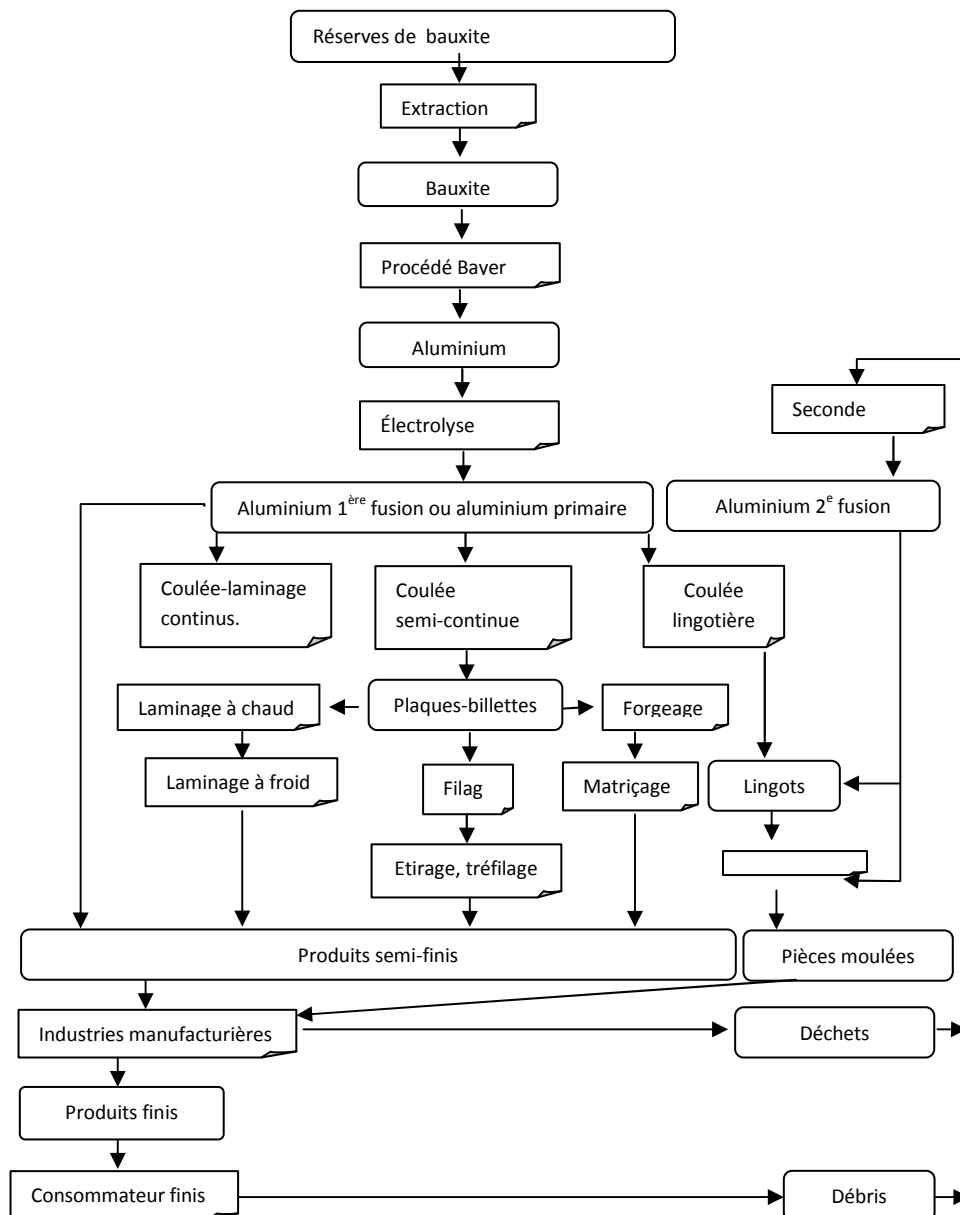 Réserves de bauxite
Extraction
Bauxite
Procédé Bayer
Aluminium
Électrolyse
Seconde
Aluminium 1ère fusion ou aluminium primaire
Aluminium 2e fusion
Coulée-laminage
continus.
Coulée
semi-continue
Coulée
lingotière
Laminage à chaud
Plaques-billettes
Forgeage
Laminage à froid
Filag
Matriçage
Lingots
Etirage, tréfilage
Produits semi-finis
Pièces moulées
Industries manufacturières
Déchets
Produits finis
Consommateur finis
Débris